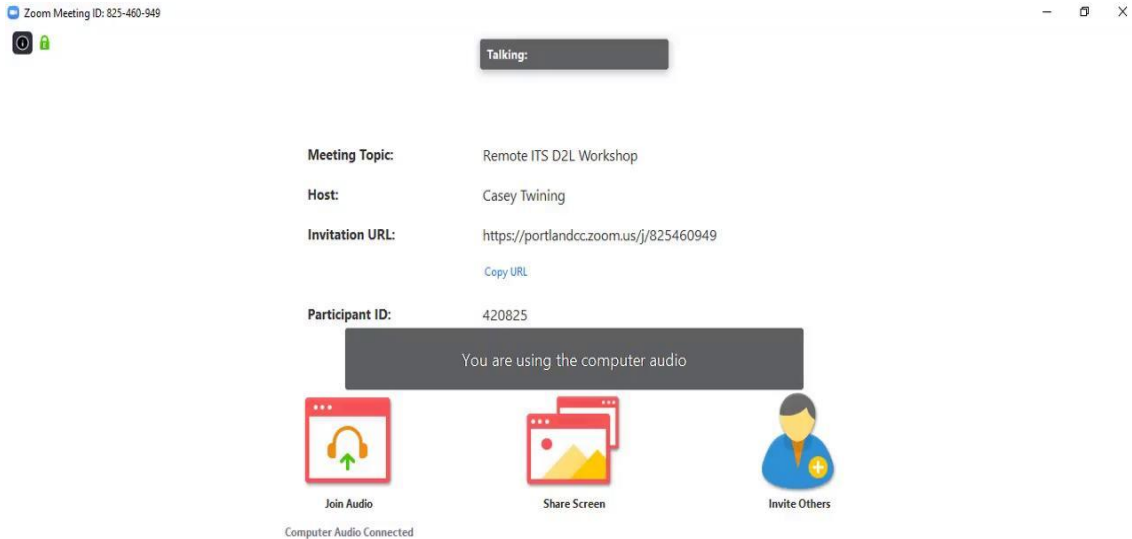 Zoom Meeting ID: 825-460-949
Talking:
Meeting Topic: Remote ITS D2L Workshop
Host: Casey Twining
Invitation URL: https://portlandcc.zoom.us/j/825460949
Copy URL
Participant ID: 420825
You are using the computer audio
Join Audio Share Screen Invite Others
Computer Audio Connected